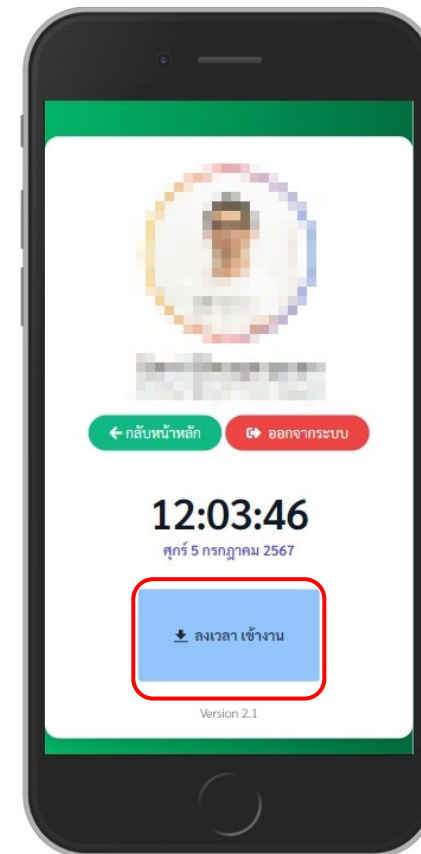 กลับหน้าหลัก
ออกจากระบบ
12:03:46
ศุกร์ 5 กรกฎาคม 2567
ลงเวลา เข้างาน
Version 2.1